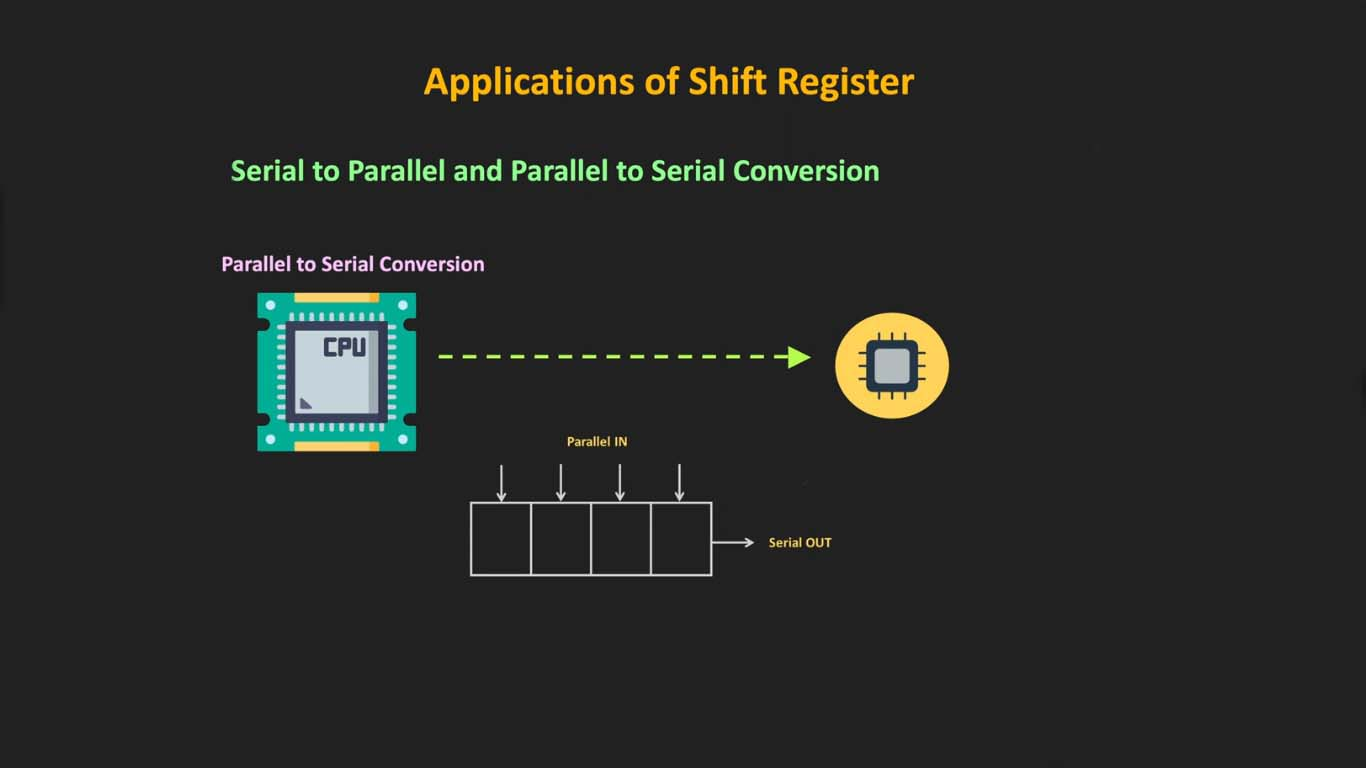 Applications of Shift Register
Serial to Parallel and Parallel to Serial Conversion
Parallel to Serial Conversion
CPU
Parallel IN
Serial OUT